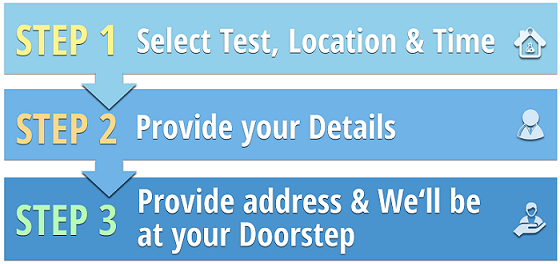 STEP 1 Select Test, Location & Time
STEP 2 Provide your Details
STEP 3 Provide address & We‘ll be
at your Doorstep